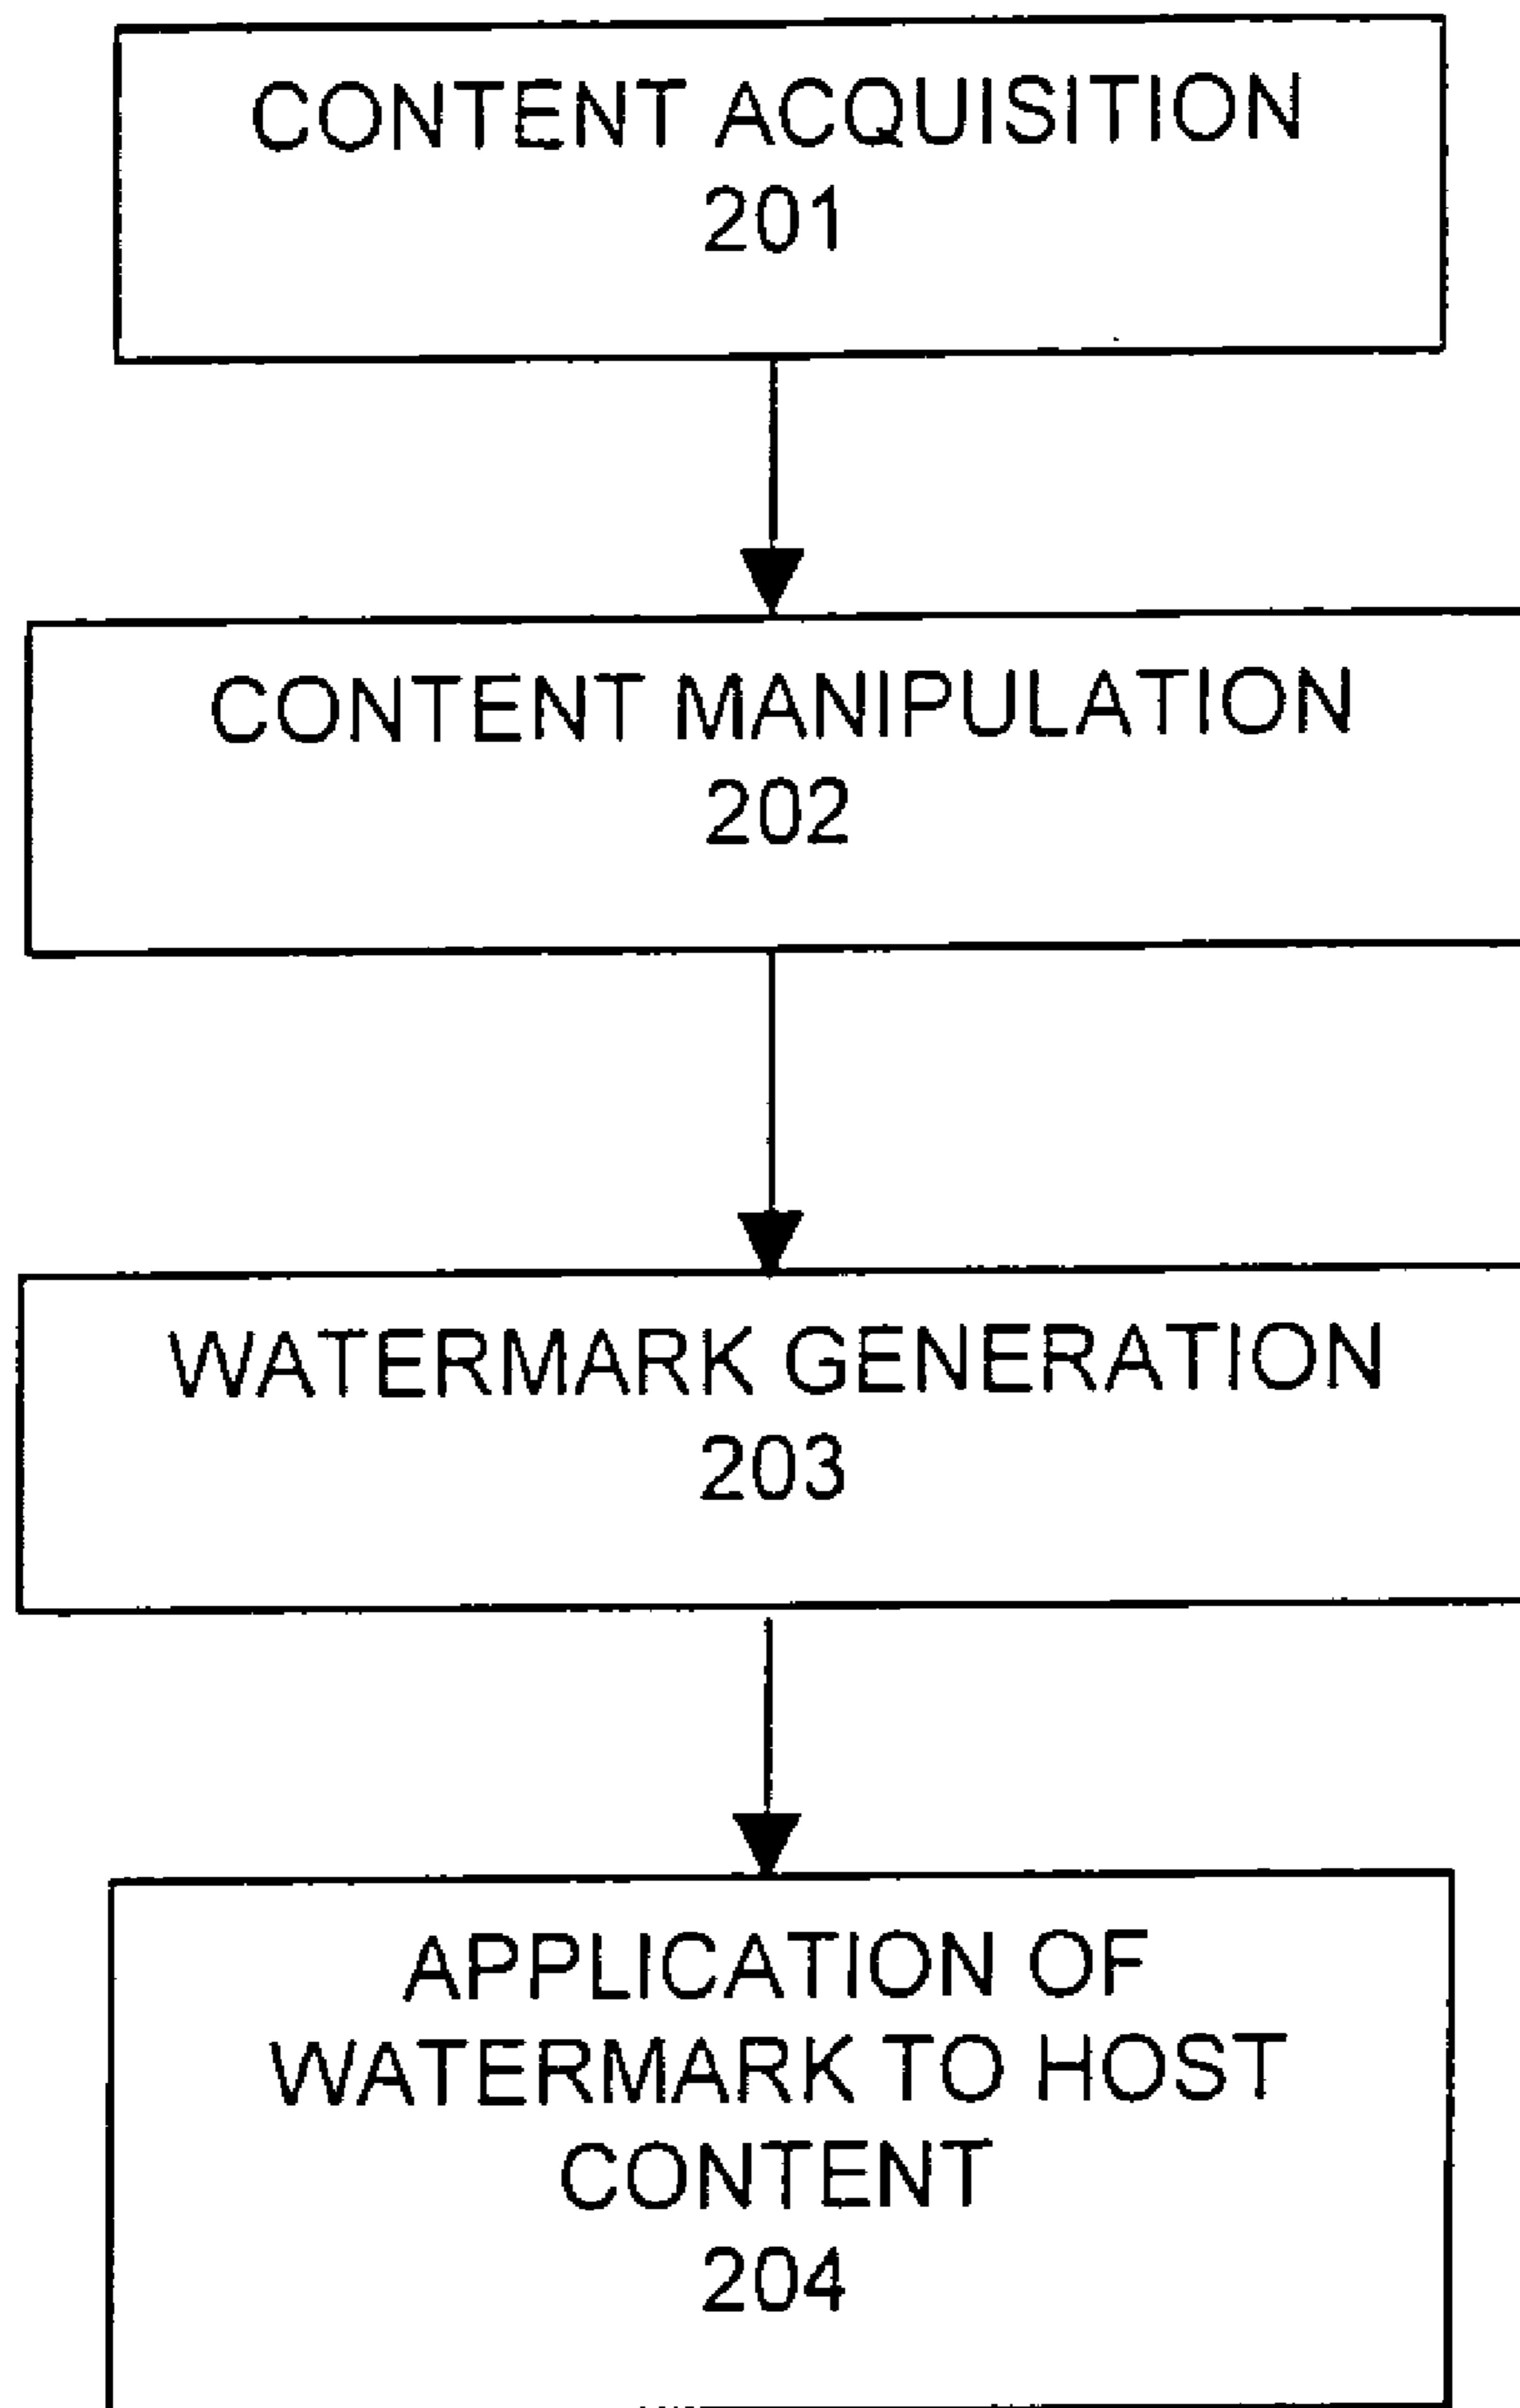 CONTENT ACQUISITION
201
CONTENT MANIPULATION
202
WATERMARK GENERATION
203
APPLICATION OF
WATERMARK TO HOST
CONTENT
204